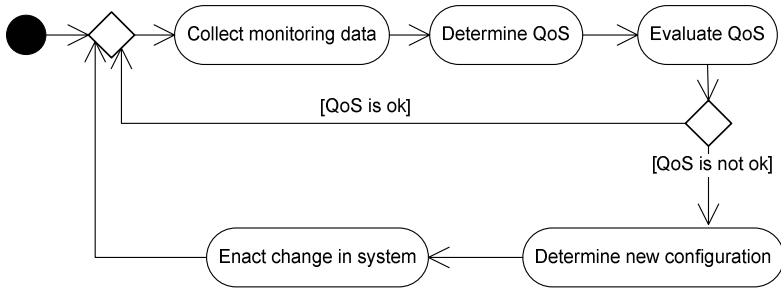 Collect monitoring data
Determine QoS
Evaluate QoS
[QoS is ok]
[QoS is not ok]
Enact change in system
Determine new configuration